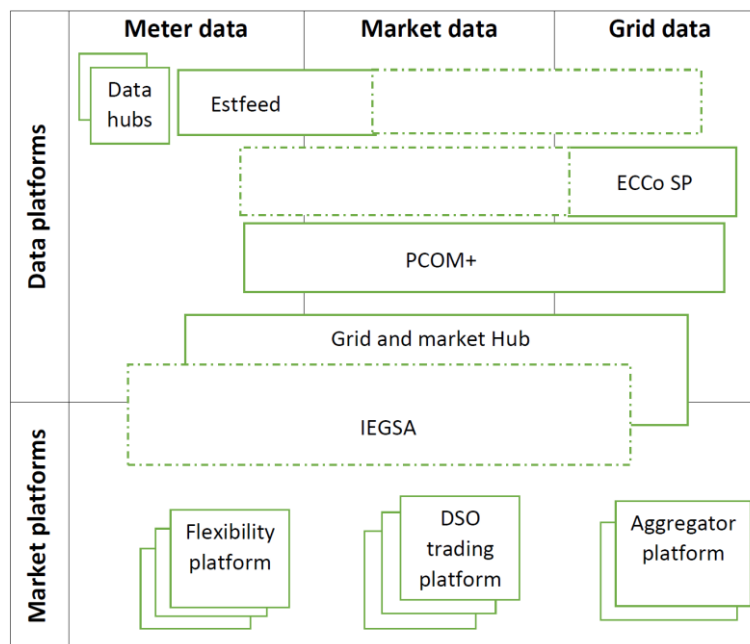 Meter data
Market data
Grid data
Data platforms
Data
hubs
Estfeed
ECCo SP
PCOM+
Grid and market Hub
IEGSA
Market platforms
Flexibility
platform
DSO
trading
platform
Aggregator
platform